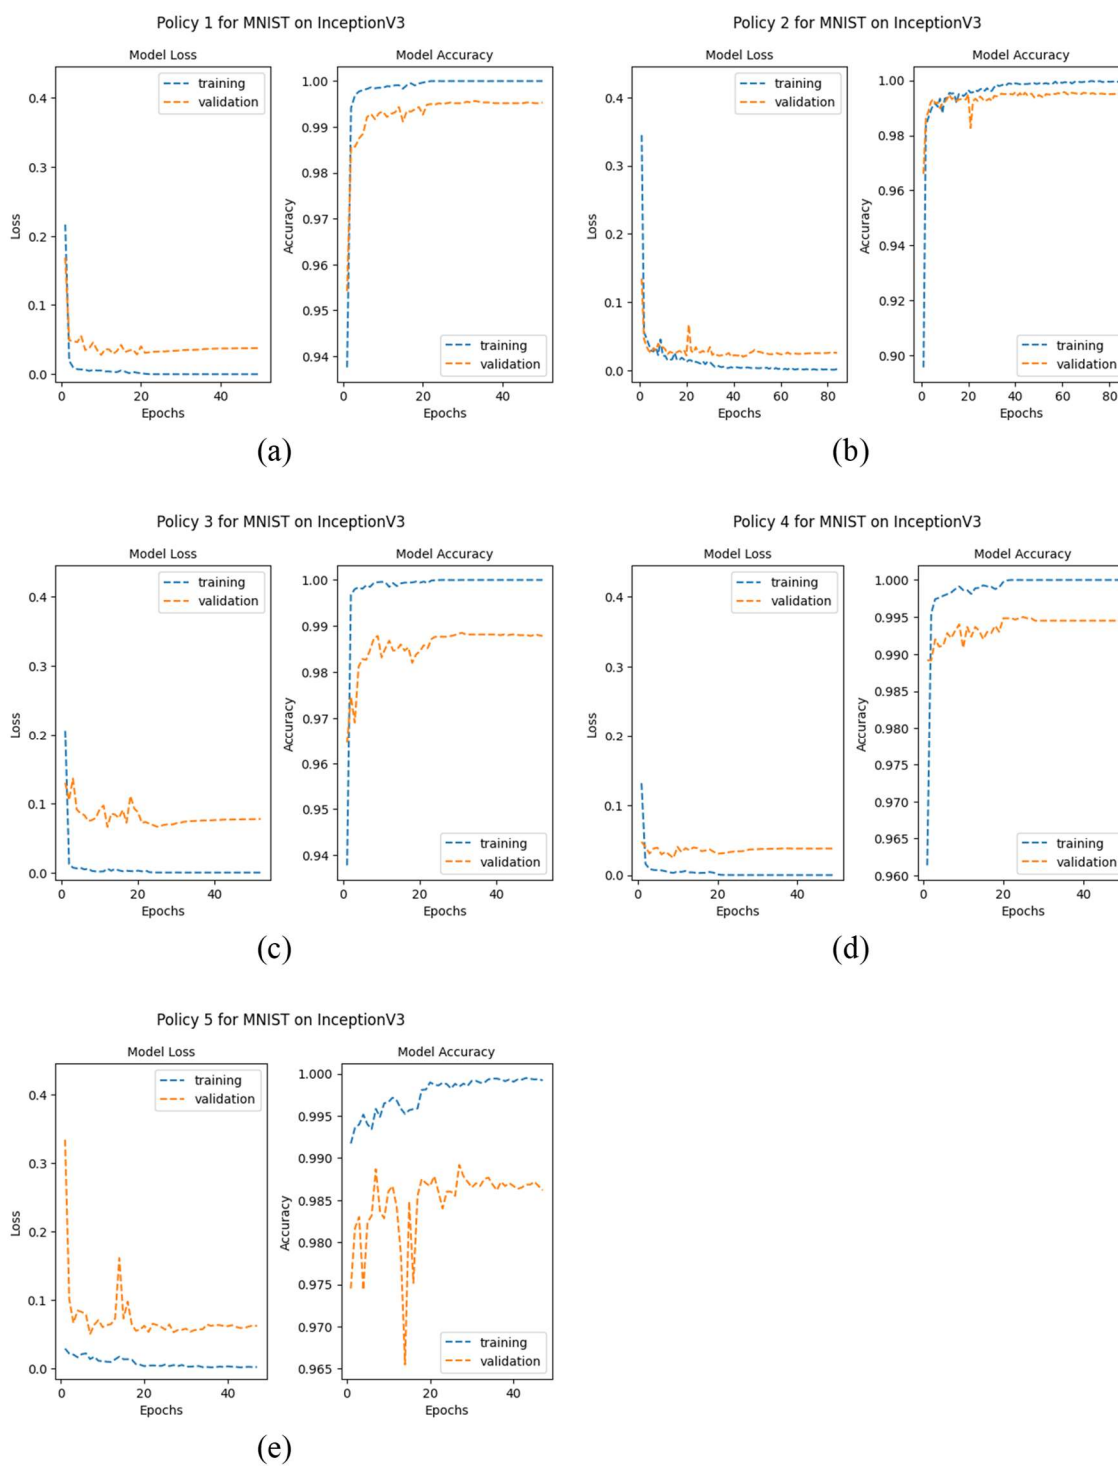 Policy 1 for MNIST on InceptionV3
Model Loss
training
validation
0.4
0.3
0.2
0.1
0.0
Loss
0 20 40
Epochs
Model Accuracy
1.00
0.99
0.98
0.97
0.96
0.95
0.94
Accuracy
training
validation
0 20 40
Epochs
(a)
Policy 2 for MNIST on InceptionV3
Model Loss
training
validation
0.4
0.3
0.2
0.1
0.0
Loss
0 20 40 60 80
Epochs
Model Accuracy
1.00
0.98
0.96
0.94
0.92
0.90
Accuracy
training
validation
0 20 40 60 80
Epochs
(b)
Policy 3 for MNIST on InceptionV3
Model Loss
training
validation
0.4
0.3
0.2
0.1
0.0
Loss
0 20 40
Epochs
Model Accuracy
1.00
0.99
0.98
0.97
0.96
0.95
0.94
Accuracy
training
validation
0 20 40
Epochs
(c)
Policy 4 for MNIST on InceptionV3
Model Loss
training
validation
0.4
0.3
0.2
0.1
0.0
Loss
0 20 40
Epochs
Model Accuracy
1.000
0.995
0.990
0.985
0.980
0.975
0.970
0.965
0.960
Accuracy
training
validation
0 20 40
Epochs
(d)
Policy 5 for MNIST on InceptionV3
Model Loss
training
validation
0.4
0.3
0.2
0.1
0.0
Loss
0 20 40
Epochs
Model Accuracy
1.000
0.995
0.990
0.985
0.980
0.975
0.970
0.965
Accuracy
training
validation
0 20 40
Epochs
(e)